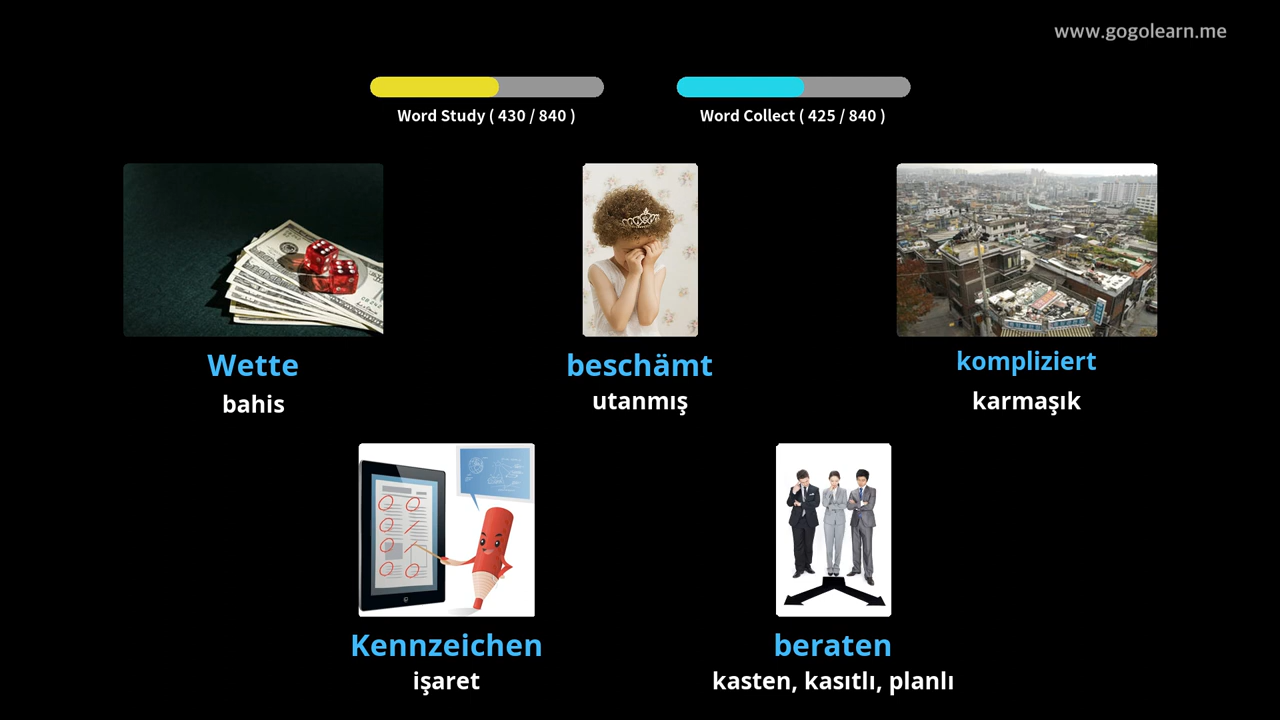 www.gogolearn.me
Word Study ( 430 / 840 )
Word Collect ( 425 / 840 )
Wette
bahis
beschämt
utanmış
kompliziert
karmaşık
Kennzeichen
işaret
beraten
kasten, kasıtlı, planlı